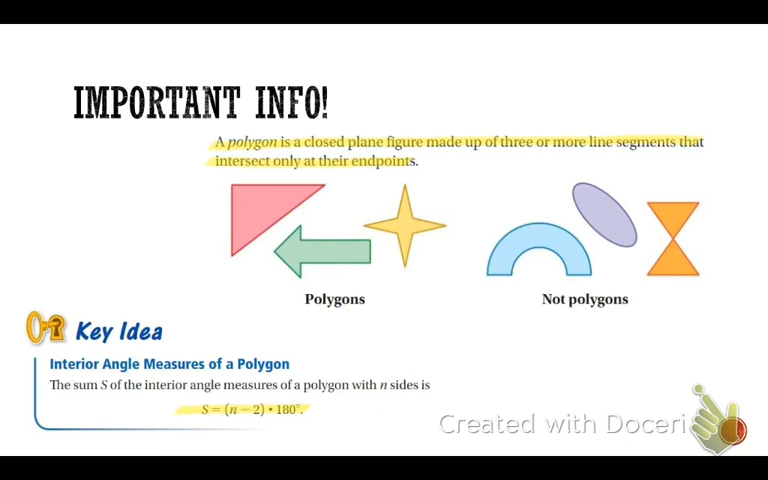 IMPORTANT INFO!
A polygon is a closed plane figure made up of three or more line segments that
intersect only at their endpoints.
Polygons
Not polygons
Key Idea
Interior Angle Measures of a Polygon
The sum S of the interior angle measures of a polygon with n sides is
S = (n − 2) • 180°.
Created with Doceri